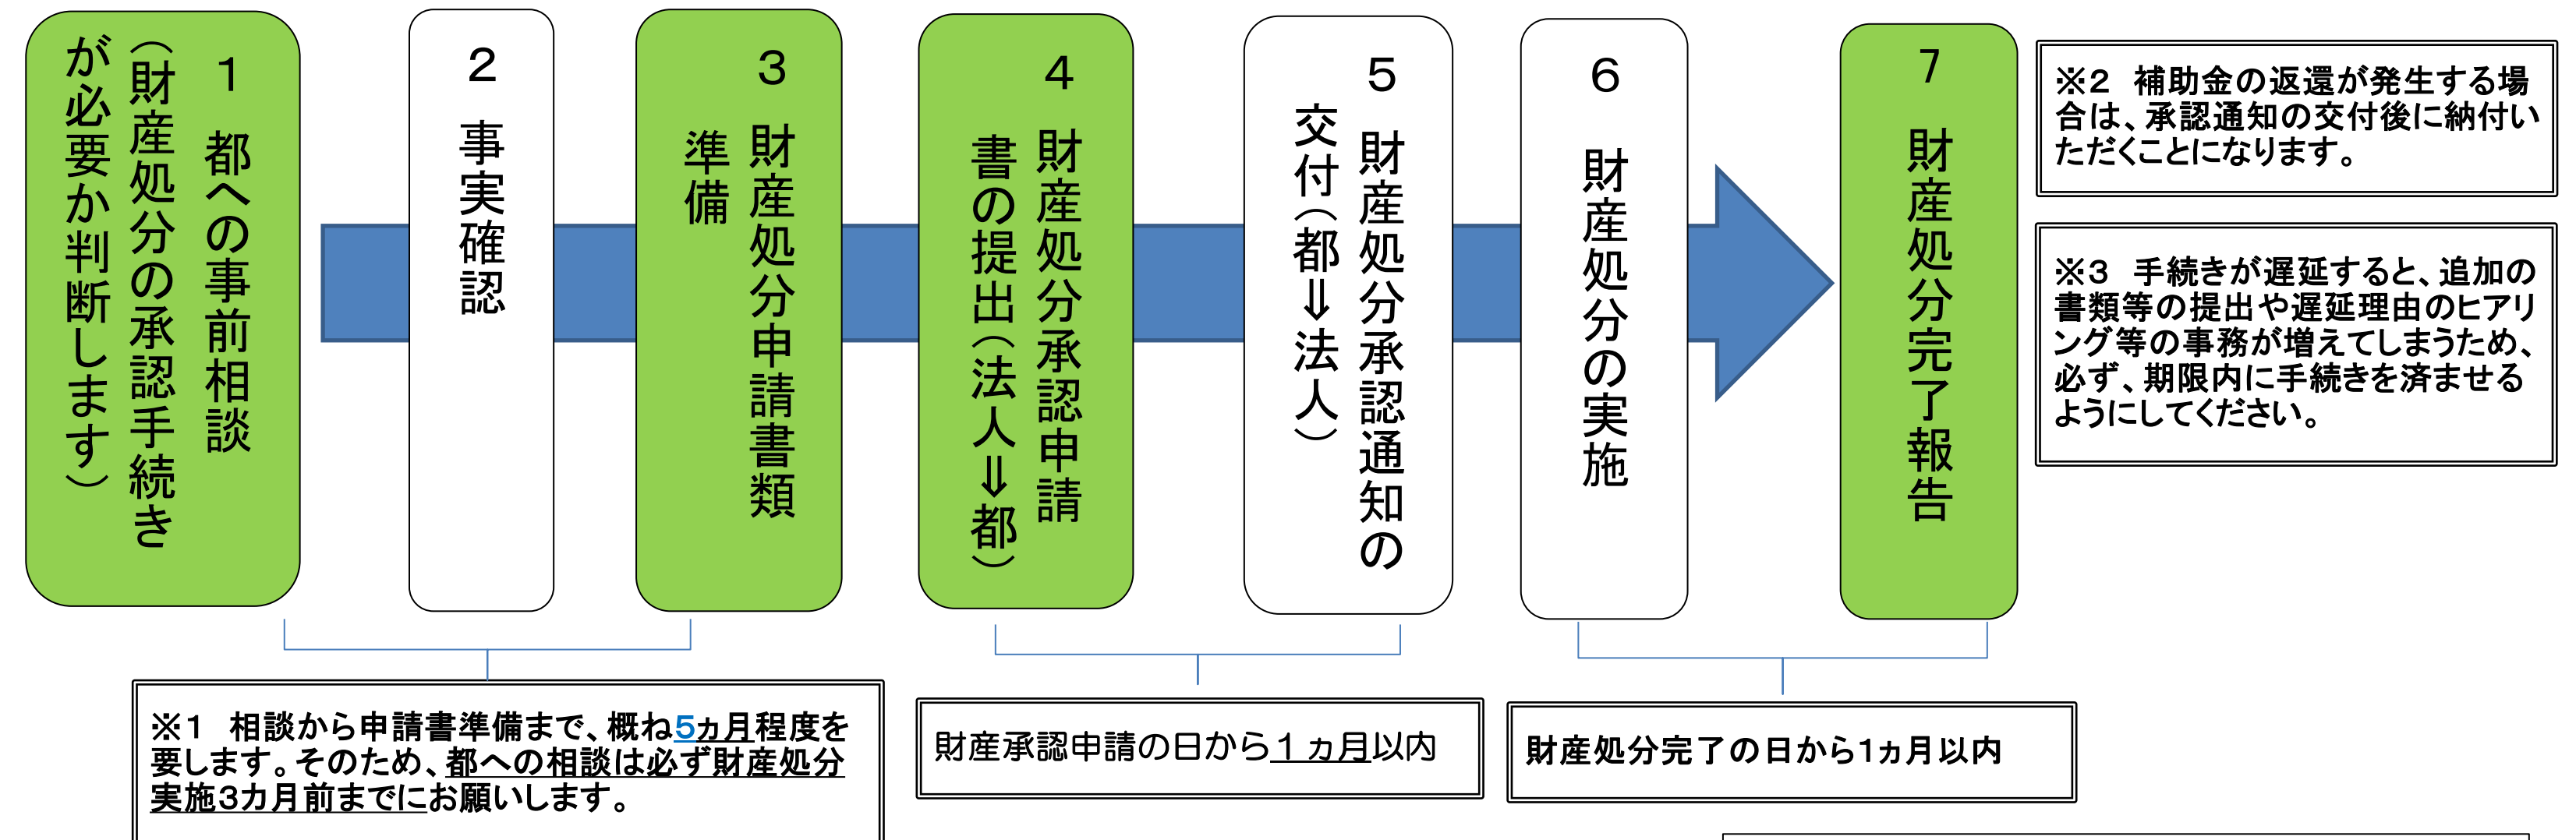 1　都への事前相談
（財産処分の承認手続き
が必要か判断します）
2　事実確認
3　財産処分申請書類
準備
4　財産処分承認申請
書の提出（法人⇒都）
5　財産処分承認通知の
交付（都⇒法人）
6　財産処分の実施
7　財産処分完了報告
※2　補助金の返還が発生する場
合は、承認通知の交付後に納付い
ただくことになります。
※3　手続きが遅延すると、追加の
書類等の提出や遅延理由のヒアリ
ング等の事務が増えてしまうため、
必ず、期限内に手続きを済ませる
ようにしてください。
※1　相談から申請書準備まで、概ね5ヵ月程度を
要します。そのため、都への相談は必ず財産処分
実施3カ月前までにお願いします。
財産承認申請の日から１ヵ月以内
財産処分完了の日から1ヵ月以内